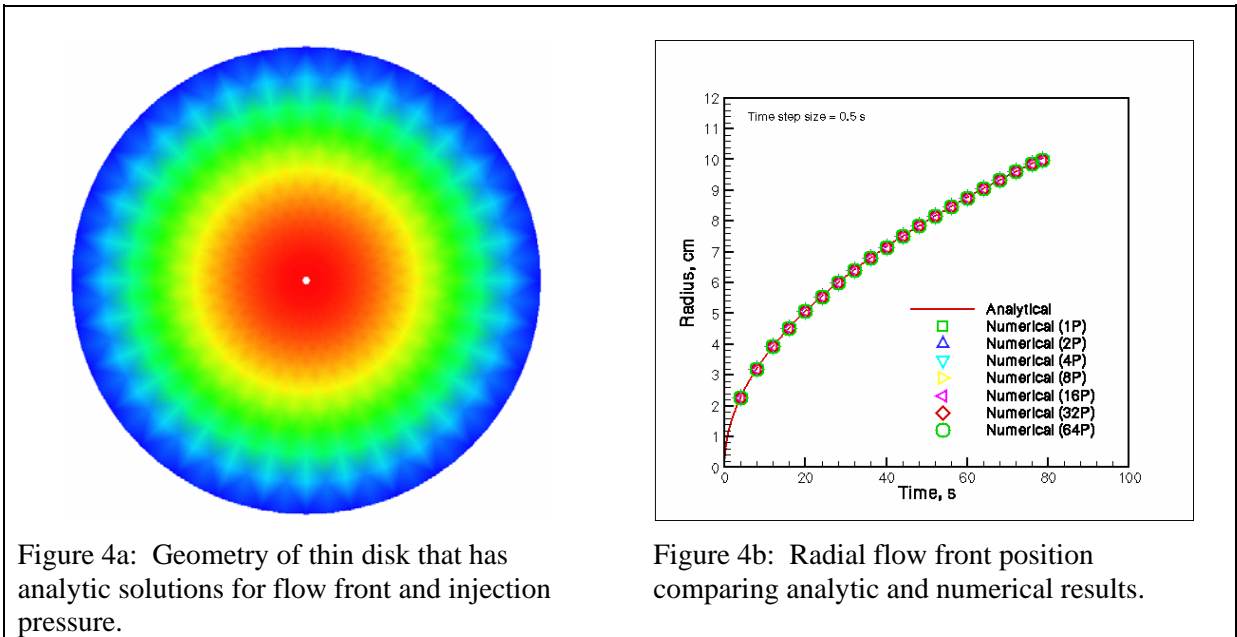 12
11
10
9
8
7
6
5
4
3
2
1
0
Time step size = 0.5 s
Radius, cm
Analytical
Numerical (1P)
Numerical (2P)
Numerical (4P)
Numerical (8P)
Numerical (16P)
Numerical (32P)
Numerical (64P)
0 20 40 60 80 100
Time, s
Figure 4a: Geometry of thin disk that has
analytic solutions for flow front and injection
pressure.
Figure 4b: Radial flow front position
comparing analytic and numerical results.